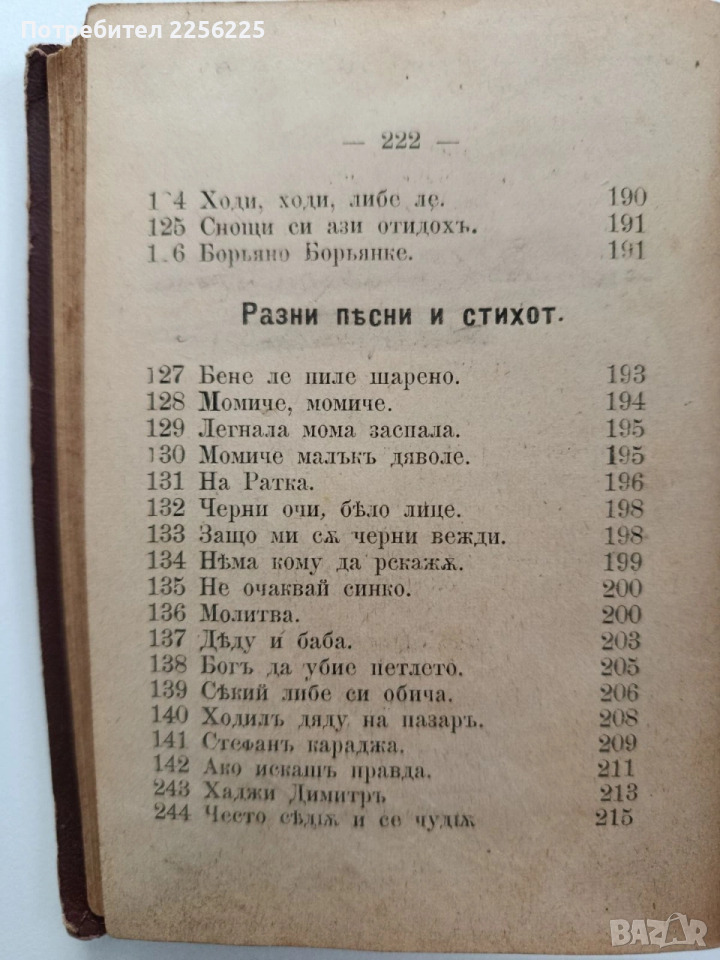 Потребител 2256225
— 222 —
1 4 Ходи, ходи, либе ле. 190
125 Снощи си ази отидохъ. 191
1.6 Борьяно Борьянке. 191
Разни пѣсни и стихот.
127 Бене ле пиле шарено. 193
128 Момиче, момиче. 194
129 Легнала мома заспала. 195
130 Момиче малъкъ дяволе. 195
131 На Ратка. 196
132 Черни очи, бѣло лице. 198
133 Защо ми сѫ черни вежди. 198
134 Нѣма кому да рскажѫ. 199
135 Не очаквай синко. 200
136 Молитва. 200
137 Дѣду и баба. 203
138 Богъ да убие петлето. 205
139 Сѣкий либе си обича. 206
140 Ходилъ дяду на пазаръ. 208
141 Стефанъ караджа. 209
142 Ако искашъ правда. 211
243 Хаджи Димитръ 213
244 Често сѣдіѫ и се чудіѫ 215
BAZAR